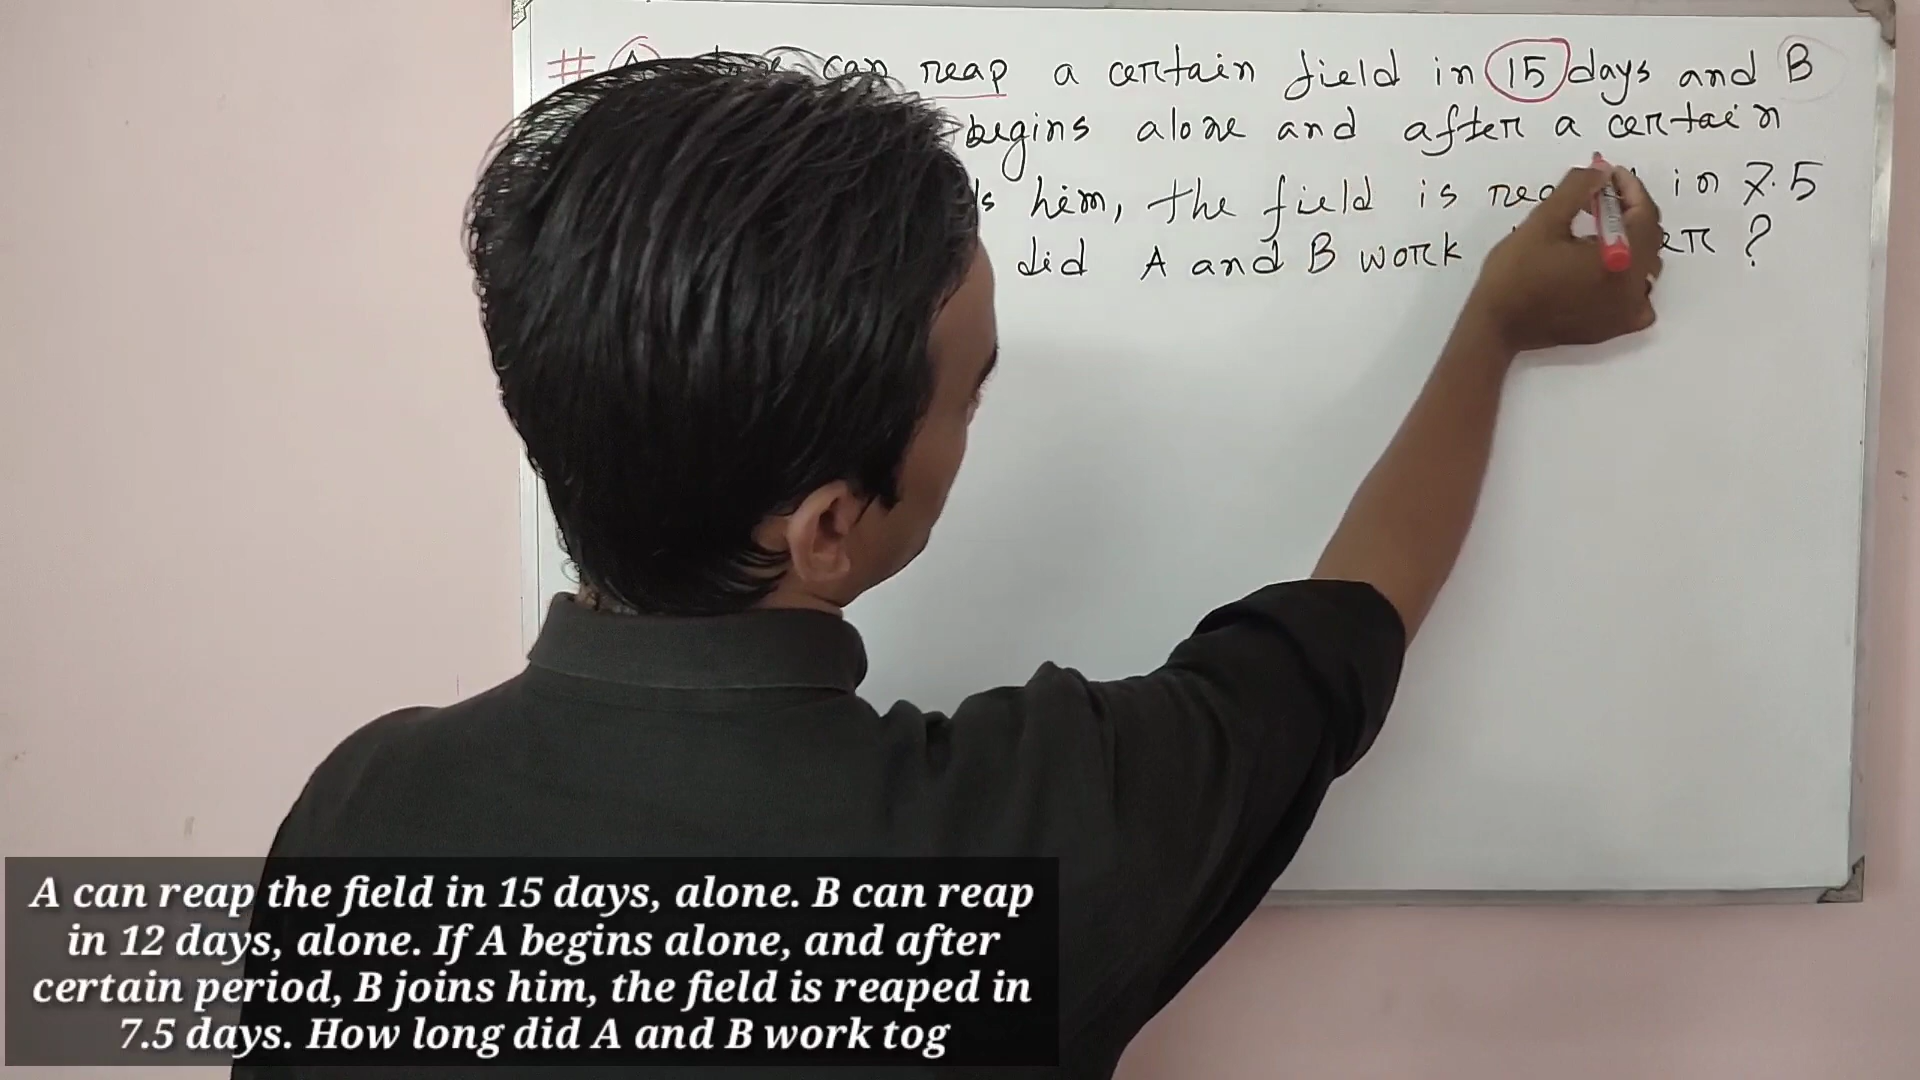 # A can reap a certain field in 15 days and B
begins alone and after a certain
him, the field is in 7.5
did A and B work ?
A can reap the field in 15 days, alone. B can reap
in 12 days, alone. If A begins alone, and after
certain period, B joins him, the field is reaped in
7.5 days. How long did A and B work tog